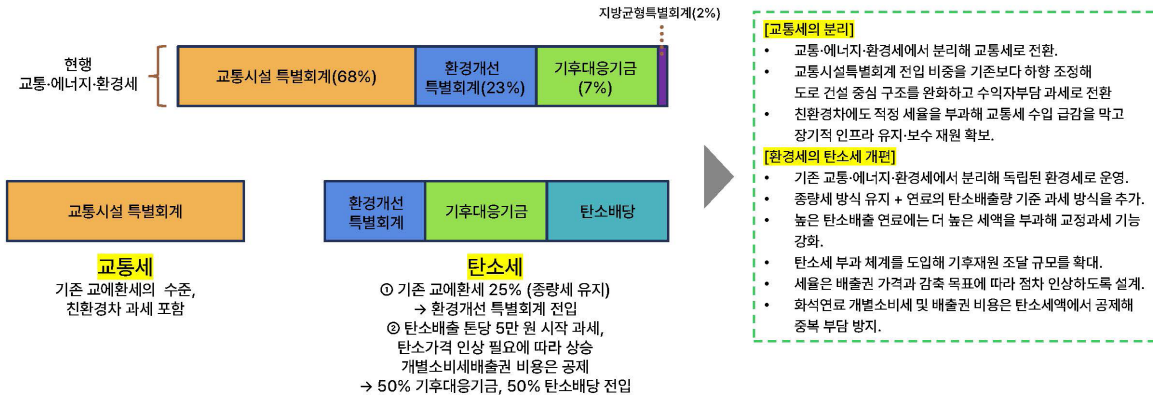 지방균형특별회계(2%)
현행
교통·에너지·환경세
교통시설 특별회계(68%)
환경개선
특별회계(23%)
기후대응기금
(7%)
교통시설 특별회계
교통세
기존 교에환세의 수준,
친환경차 과세 포함
환경개선
특별회계
기후대응기금
탄소배당
탄소세
① 기존 교에환세 25% (종량세 유지)
→ 환경개선 특별회계 전입
② 탄소배출 톤당 5만 원 시작 과세,
탄소가격 인상 필요에 따라 상승
개별소비세배출권 비용은 공제
→ 50% 기후대응기금, 50% 탄소배당 전입
[교통세의 분리]
• 교통·에너지·환경세에서 분리해 교통세로 전환.
• 교통시설특별회계 전입 비중을 기존보다 하향 조정해
도로 건설 중심 구조를 완화하고 수익자부담 과세로 전환
• 친환경차에도 적정 세율을 부과해 교통세 수입 급감을 막고
장기적 인프라 유지·보수 재원 확보.
[환경세의 탄소세 개편]
• 기존 교통·에너지·환경세에서 분리해 독립된 환경세로 운영.
• 종량세 방식 유지 + 연료의 탄소배출량 기준 과세 방식을 추가.
• 높은 탄소배출 연료에는 더 높은 세액을 부과해 교정과세 기능
강화.
• 탄소세 부과 체계를 도입해 기후재원 조달 규모를 확대.
• 세율은 배출권 가격과 감축 목표에 따라 점차 인상하도록 설계.
• 화석연료 개별소비세 및 배출권 비용은 탄소세액에서 공제해
중복 부담 방지.